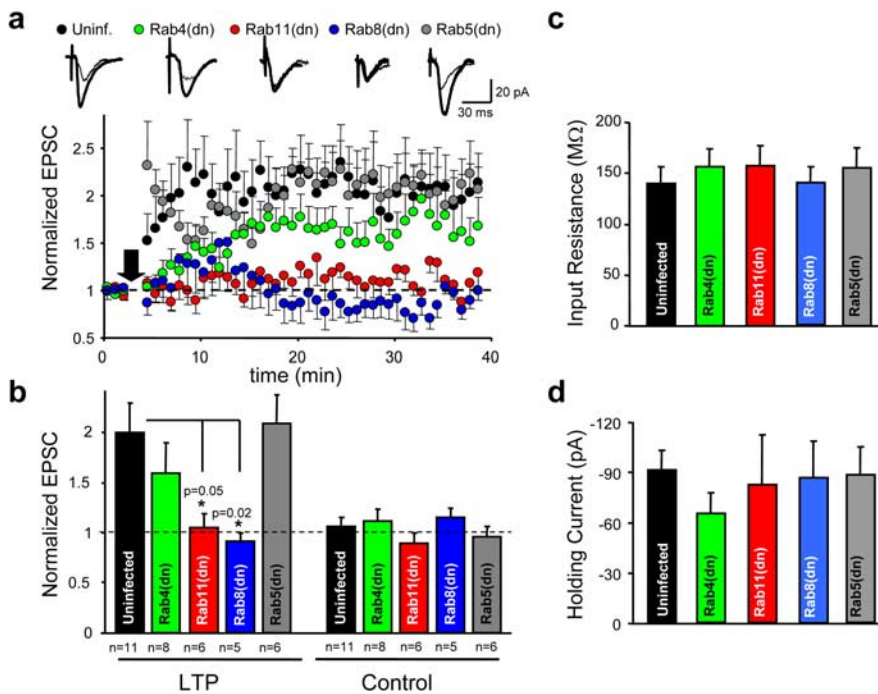 a
Uninf. Rab4(dn) Rab11(dn) Rab8(dn) Rab5(dn)
20 pA
30 ms
Normalized EPSC
2.5
2
1.5
1
0.5
0 10 20 30 40
time (min)
b
Normalized EPSC
2
1
0
p=0.05
*
p=0.02
*
Uninfected Rab4(dn) Rab11(dn) Rab8(dn) Rab5(dn) Uninfected Rab4(dn) Rab11(dn) Rab8(dn) Rab5(dn)
n=11 n=8 n=6 n=5 n=6 n=11 n=8 n=6 n=5 n=6
LTP Control
c
Input Resistance (MΩ)
200
150
100
50
0
Uninfected Rab4(dn) Rab11(dn) Rab8(dn) Rab5(dn)
d
Holding Current (pA)
-120
-90
-60
-30
0
Uninfected Rab4(dn) Rab11(dn) Rab8(dn) Rab5(dn)